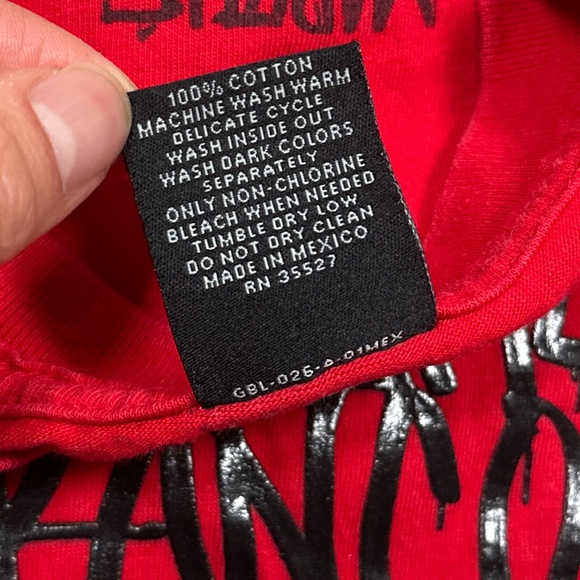 100% COTTON
MACHINE WASH WARM
DELICATE CYCLE
WASH INSIDE OUT
WASH DARK COLORS
SEPARATELY
ONLY NON-CHLORINE
BLEACH WHEN NEEDED
TUMBLE DRY LOW
DO NOT DRY CLEAN
MADE IN MEXICO
RN 35527
GBL-026-A-01MEX